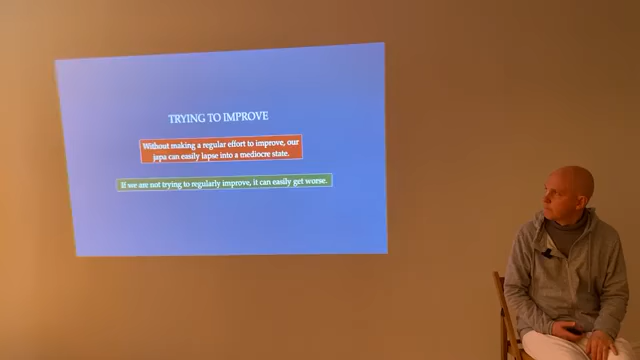 TRYING TO IMPROVE
Without making a regular effort to improve, our
japa can easily lapse into a mediocre state.
If we are not trying to regularly improve, it can easily get worse.